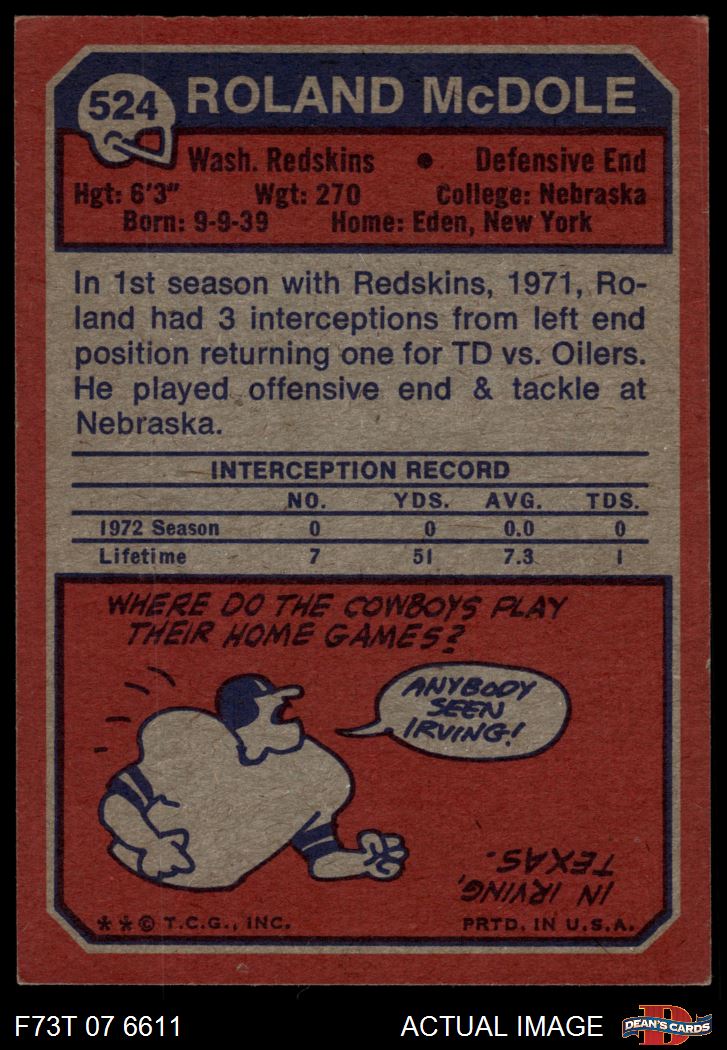 524 ROLAND McDOLE
Wash. Redskins • Defensive End
Hgt: 6'3" Wgt: 270 College: Nebraska
Born: 9-9-39 Home: Eden, New York
In 1st season with Redskins, 1971, Ro-
land had 3 interceptions from left end
position returning one for TD vs. Oilers.
He played offensive end & tackle at
Nebraska.
INTERCEPTION RECORD
NO. YDS. AVG. TDS.
1972 Season 0 0 0.0 0
Lifetime 7 51 7.3 1
WHERE DO THE COWBOYS PLAY
THEIR HOME GAMES?
ANYBODY
SEEN
IRVING!
IN IRVING,
TEXAS.
**© T.C.G., INC. PRTD. IN U.S.A.
F73T 07 6611 ACTUAL IMAGE
D
DEAN'S CARDS